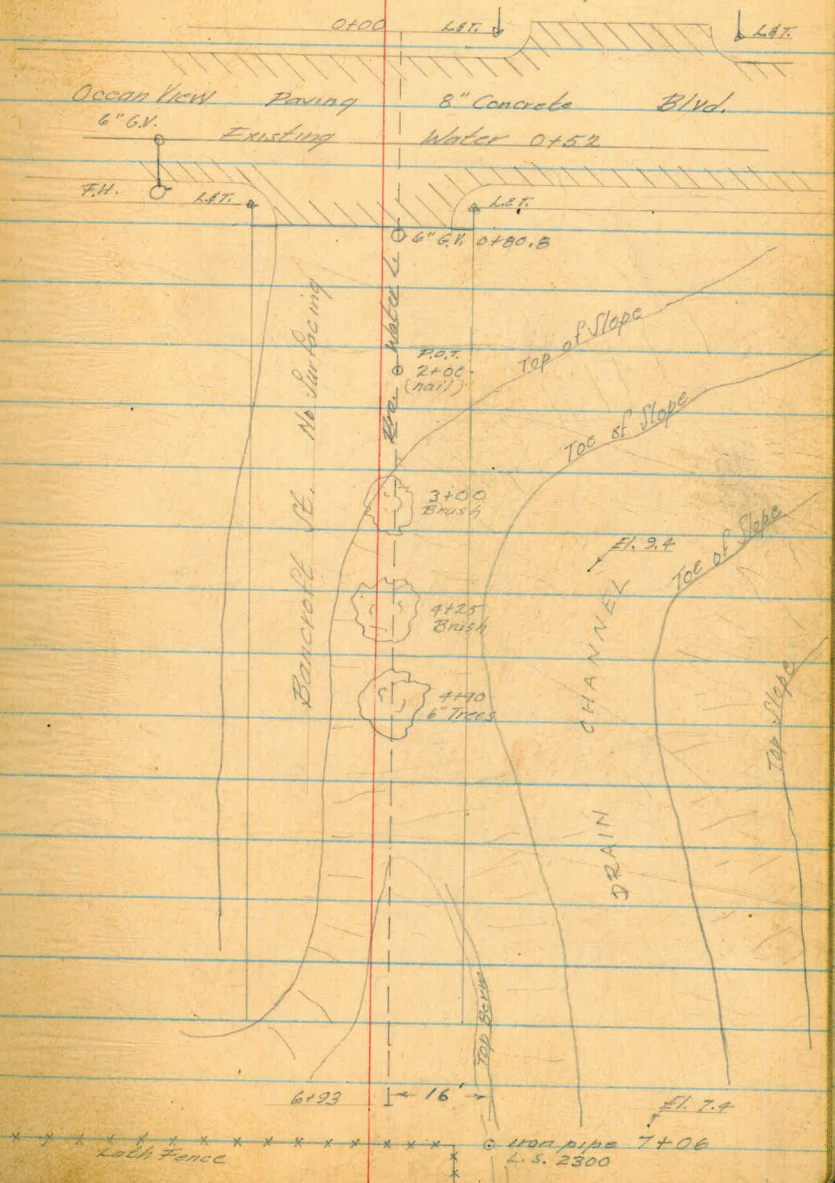 0+00 L&T. L&T.
Ocean View Paving 8" Concrete Blvd.
6" G.V. Existing Water 0+52
F.H. L&T. L&T.
6" G.V. 0+80.8
Water
P.O.T.
2+00
(nail)
Top of Slope
Toe of Slope
Bancroft St. No Surfacing
3+00
Brush
El. 9.4
Toe of Slope
4+25
Brush
4+90
6" Trees
Top Slope
DRAIN CHANNEL
Top Berm
6+93 16'
El. 7.4
Lath Fence
Iron pipe 7+06
L.S. 2300